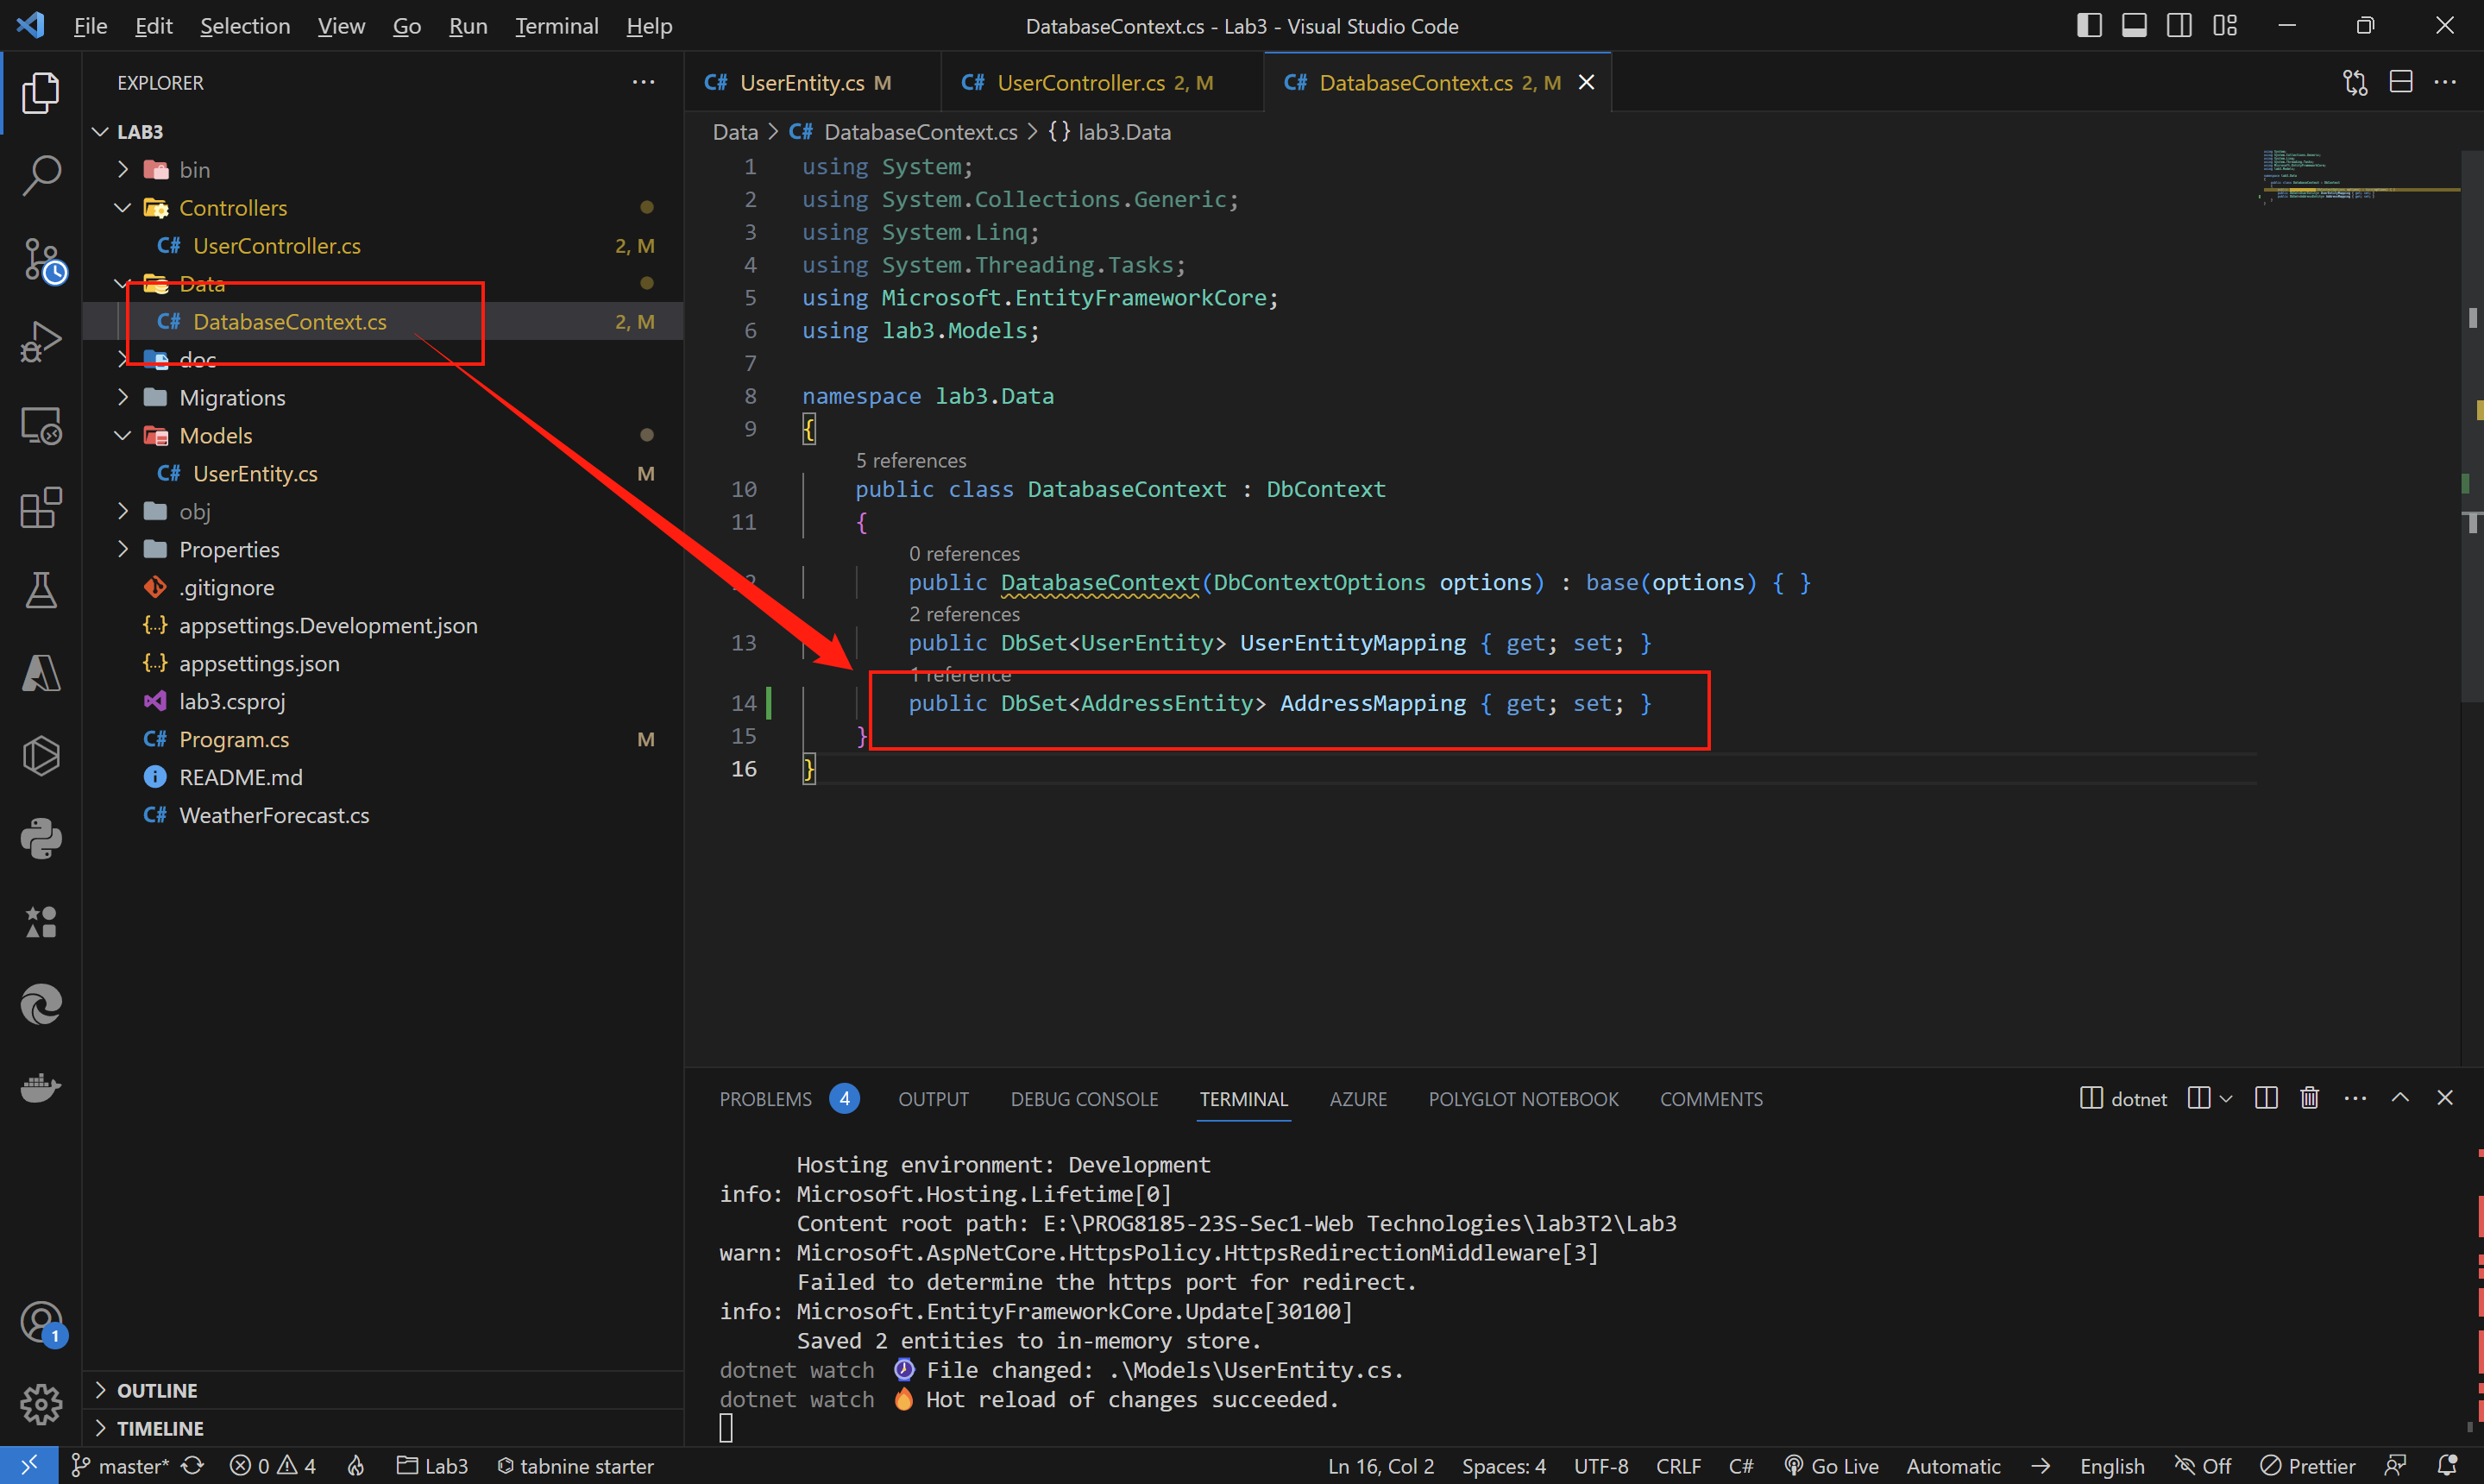 File Edit Selection View Go Run Terminal Help
DatabaseContext.cs - Lab3 - Visual Studio Code
EXPLORER
LAB3
bin
Controllers
C# UserController.cs 2, M
Data
C# DatabaseContext.cs 2, M
doc
Migrations
Models
C# UserEntity.cs M
obj
Properties
.gitignore
{..} appsettings.Development.json
{..} appsettings.json
lab3.csproj
C# Program.cs M
README.md
C# WeatherForecast.cs
OUTLINE
TIMELINE
C# UserEntity.cs M
C# UserController.cs 2, M
C# DatabaseContext.cs 2, M
Data > C# DatabaseContext.cs > {} lab3.Data
1 using System;
2 using System.Collections.Generic;
3 using System.Linq;
4 using System.Threading.Tasks;
5 using Microsoft.EntityFrameworkCore;
6 using lab3.Models;
7
8 namespace lab3.Data
9 {
5 references
10 public class DatabaseContext : DbContext
11 {
0 references
2 public DatabaseContext(DbContextOptions options) : base(options) { }
2 references
13 public DbSet<UserEntity> UserEntityMapping { get; set; }
1 reference
14 public DbSet<AddressEntity> AddressMapping { get; set; }
15 }
16 }
PROBLEMS 4 OUTPUT DEBUG CONSOLE TERMINAL AZURE POLYGLOT NOTEBOOK COMMENTS
dotnet
Hosting environment: Development
info: Microsoft.Hosting.Lifetime[0]
Content root path: E:\PROG8185-23S-Sec1-Web Technologies\lab3T2\Lab3
warn: Microsoft.AspNetCore.HttpsPolicy.HttpsRedirectionMiddleware[3]
Failed to determine the https port for redirect.
info: Microsoft.EntityFrameworkCore.Update[30100]
Saved 2 entities to in-memory store.
dotnet watch ⌚ File changed: .\Models\UserEntity.cs.
dotnet watch 🔥 Hot reload of changes succeeded.
1
master* 0 4 Lab3 tabnine starter
Ln 16, Col 2 Spaces: 4 UTF-8 CRLF C# Go Live Automatic English Off Prettier